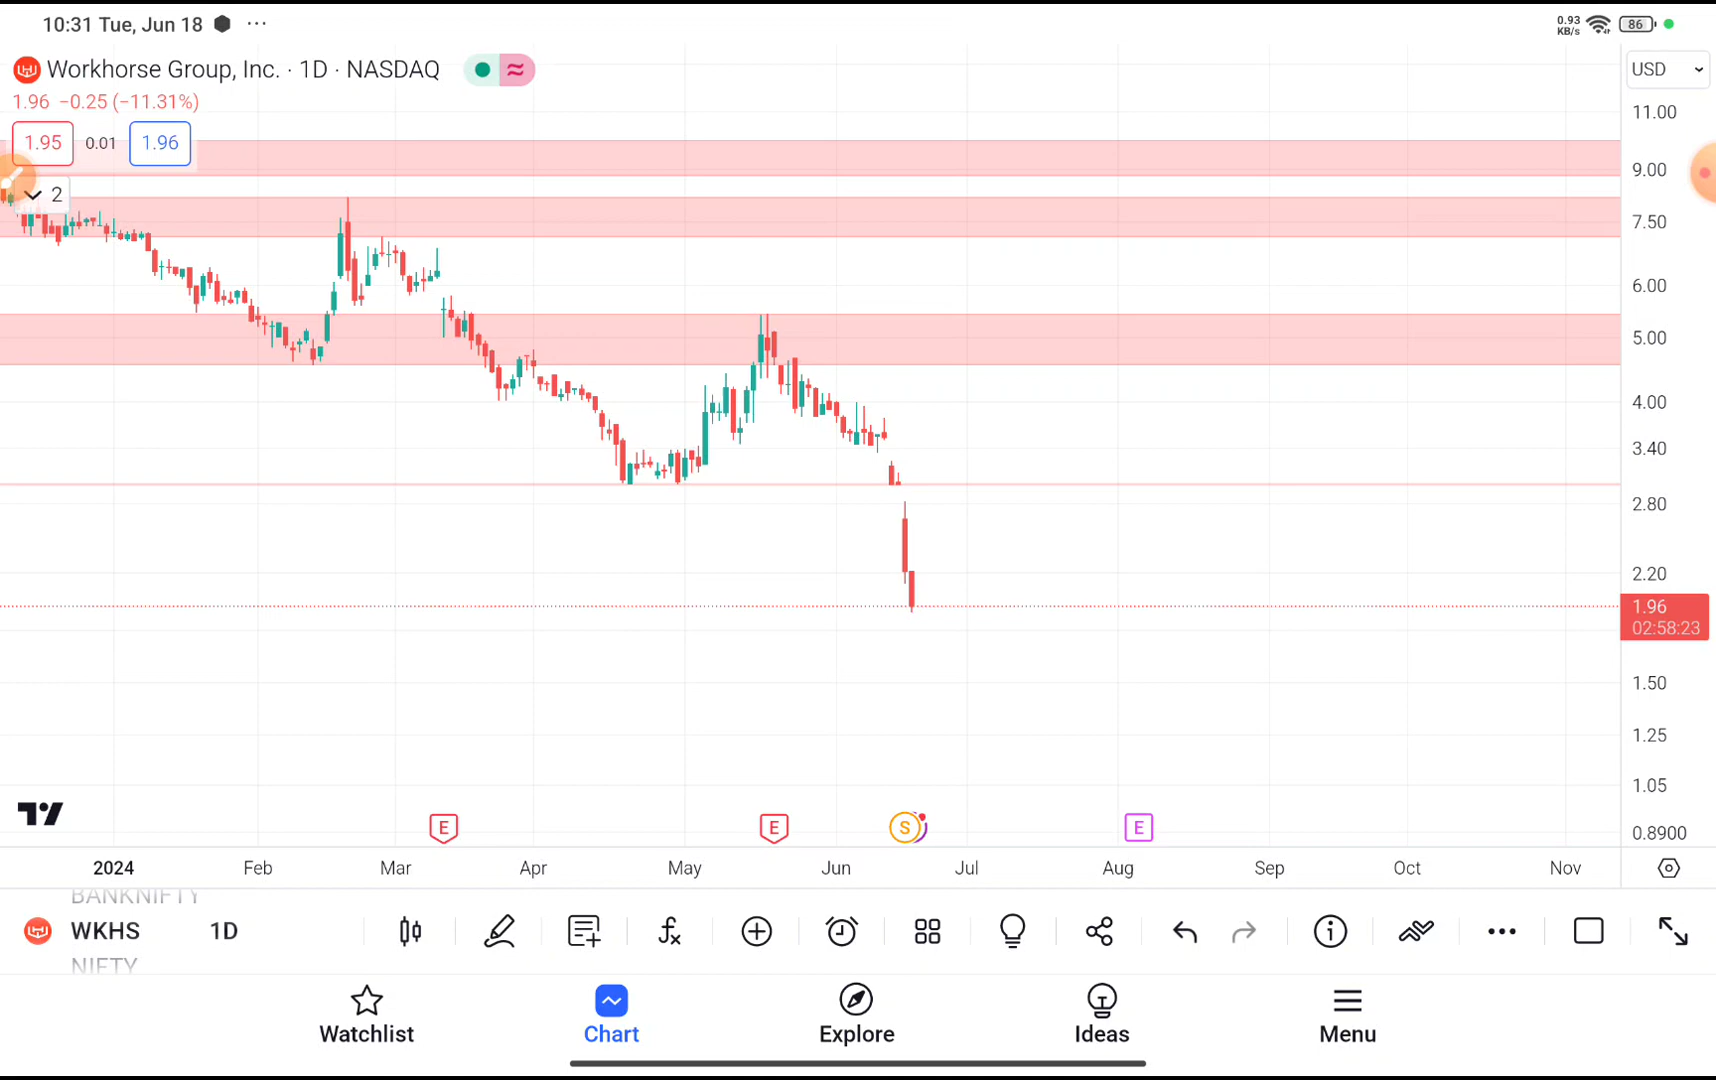 10:31 Tue, Jun 18 ...
0.93
KB/s
86
Workhorse Group, Inc. · 1D · NASDAQ
USD
1.96 −0.25 (−11.31%)
1.95 0.01 1.96
2
11.00
9.00
7.50
6.00
5.00
4.00
3.40
2.80
2.20
1.96
02:58:23
1.50
1.25
1.05
0.8900
E E S E
2024 Feb Mar Apr May Jun Jul Aug Sep Oct Nov
BANKNIFTY
WKHS 1D
NIFTY
Watchlist Chart Explore Ideas Menu